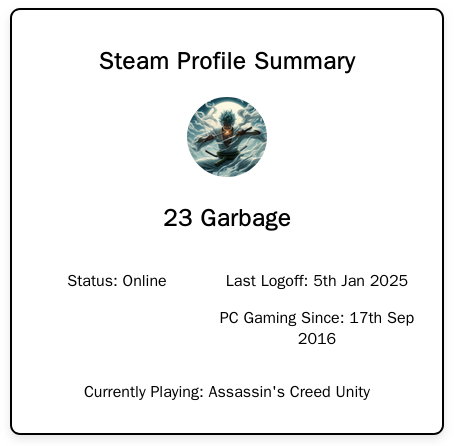 Steam Profile Summary
23 Garbage
Status: Online
Last Logoff: 5th Jan 2025
PC Gaming Since: 17th Sep
2016
Currently Playing: Assassin's Creed Unity